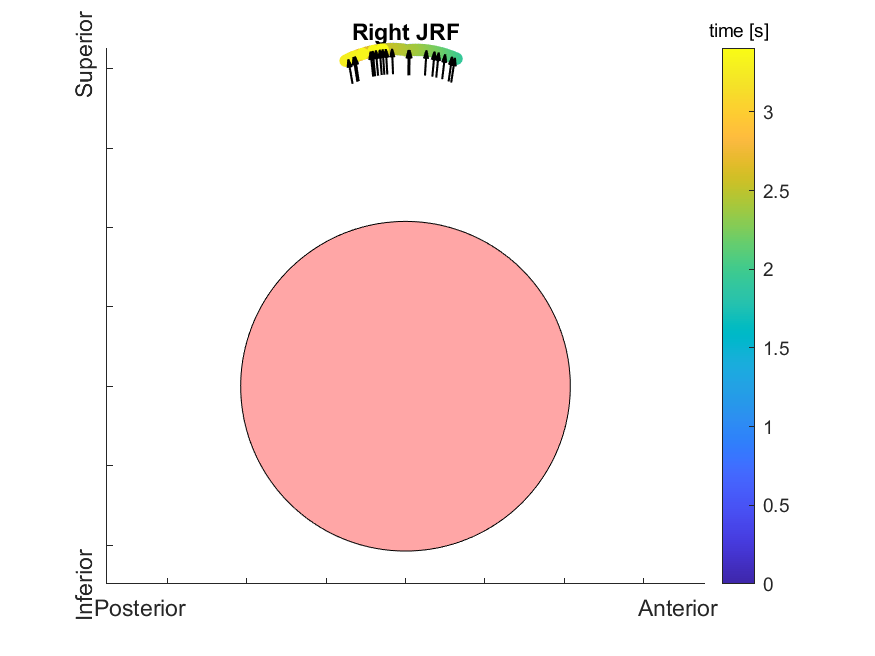 Right JRF
time [s]
Superior
Inferior
Posterior
Anterior
3
2.5
2
1.5
1
0.5
0